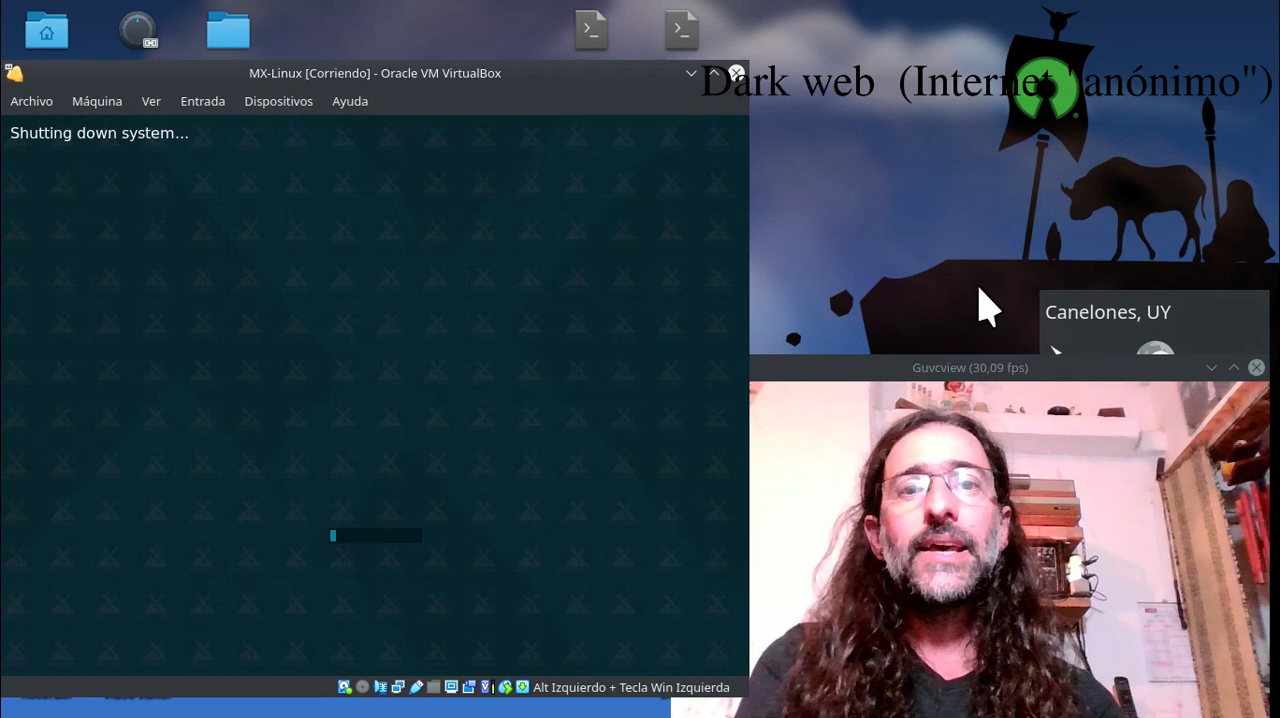 MX-Linux [Corriendo] - Oracle VM VirtualBox
Dark web (Internet "anónimo")
Archivo Máquina Ver Entrada Dispositivos Ayuda
Shutting down system...
Canelones, UY
Guvcview (30,09 fps)
Alt Izquierdo + Tecla Win Izquierda